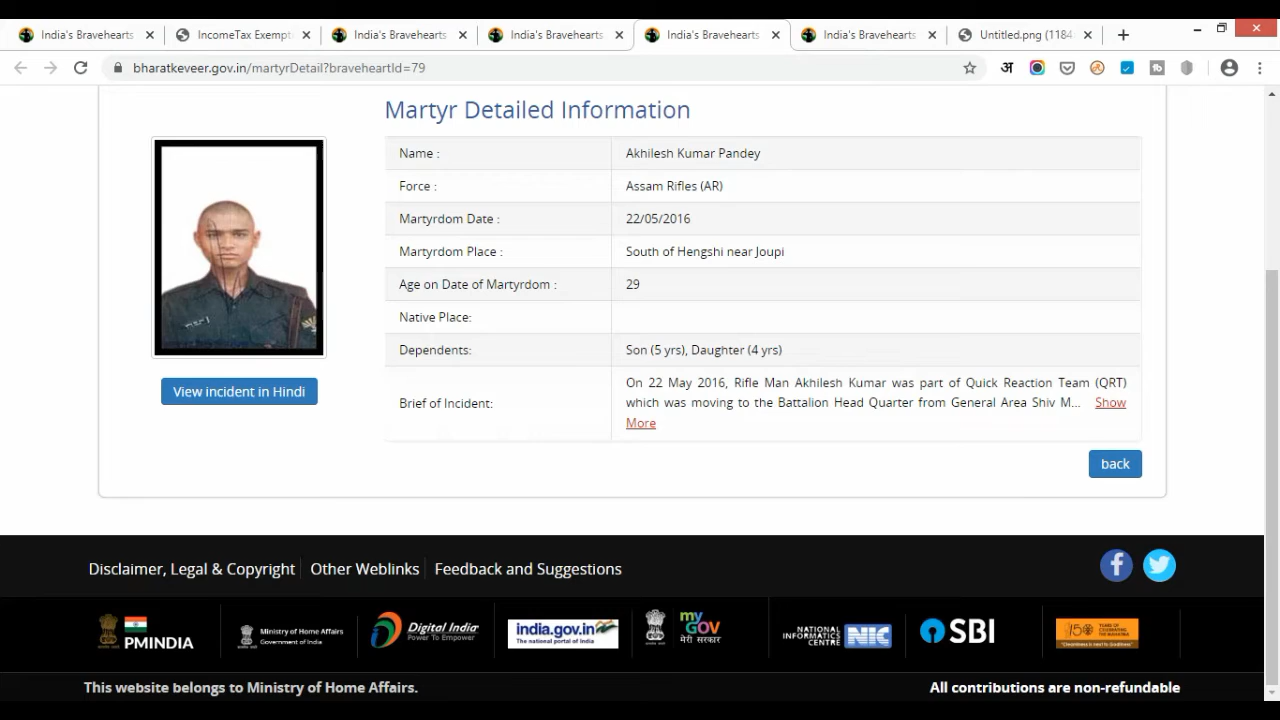 India's Bravehearts
IncomeTax Exempt
India's Bravehearts
India's Bravehearts
India's Bravehearts
India's Bravehearts
Untitled.png (1184
bharatkeveer.gov.in/martyrDetail?braveheartId=79
अ
Martyr Detailed Information
Name : Akhilesh Kumar Pandey
Force : Assam Rifles (AR)
Martyrdom Date : 22/05/2016
Martyrdom Place : South of Hengshi near Joupi
Age on Date of Martyrdom : 29
Native Place:
Dependents: Son (5 yrs), Daughter (4 yrs)
Brief of Incident: On 22 May 2016, Rifle Man Akhilesh Kumar was part of Quick Reaction Team (QRT)
which was moving to the Battalion Head Quarter from General Area Shiv M... Show
More
View incident in Hindi
back
Disclaimer, Legal & Copyright Other Weblinks Feedback and Suggestions
PMINDIA
Ministry of Home Affairs
Government of India
Digital India
Power To Empower
india.gov.in
The national portal of India
my
GOV
मेरी सरकार
NATIONAL
INFORMATICS
CENTRE
NIC
SBI
150 YEARS OF
CELEBRATING
THE MAHATMA
This website belongs to Ministry of Home Affairs. All contributions are non-refundable